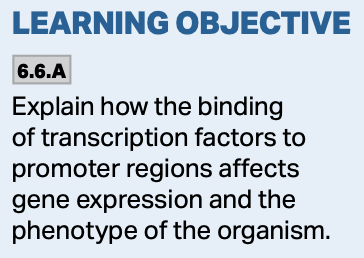 LEARNING OBJECTIVE
6.6.A
Explain how the binding
of transcription factors to
promoter regions affects
gene expression and the
phenotype of the organism.